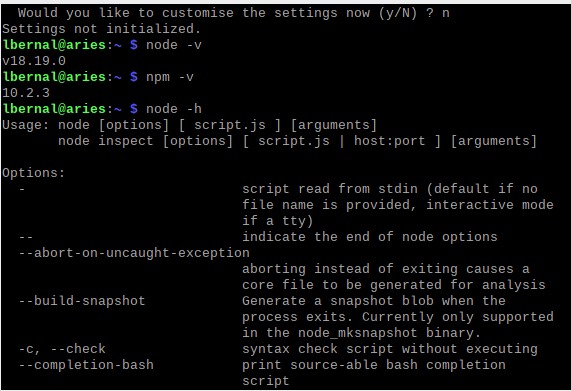 Would you like to customise the settings now (y/N) ? n
Settings not initialized.
lbernal@aries:~ $ node -v
v18.19.0
lbernal@aries:~ $ npm -v
10.2.3
lbernal@aries:~ $ node -h
Usage: node [options] [ script.js ] [arguments]
       node inspect [options] [ script.js | host:port ] [arguments]

Options:
  -                           script read from stdin (default if no
                              file name is provided, interactive mode
                              if a tty)
  --                          indicate the end of node options
  --abort-on-uncaught-exception
                              aborting instead of exiting causes a
                              core file to be generated for analysis
  --build-snapshot            Generate a snapshot blob when the
                              process exits. Currently only supported
                              in the node_mksnapshot binary.
  -c, --check                 syntax check script without executing
  --completion-bash           print source-able bash completion
                              script